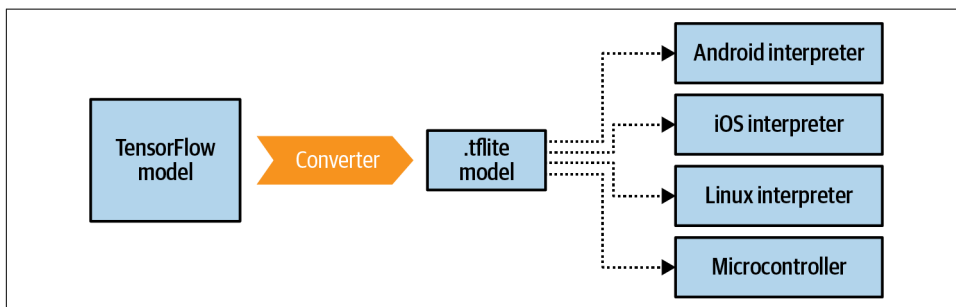 TensorFlow
model
Converter
.tflite
model
Android interpreter
iOS interpreter
Linux interpreter
Microcontroller